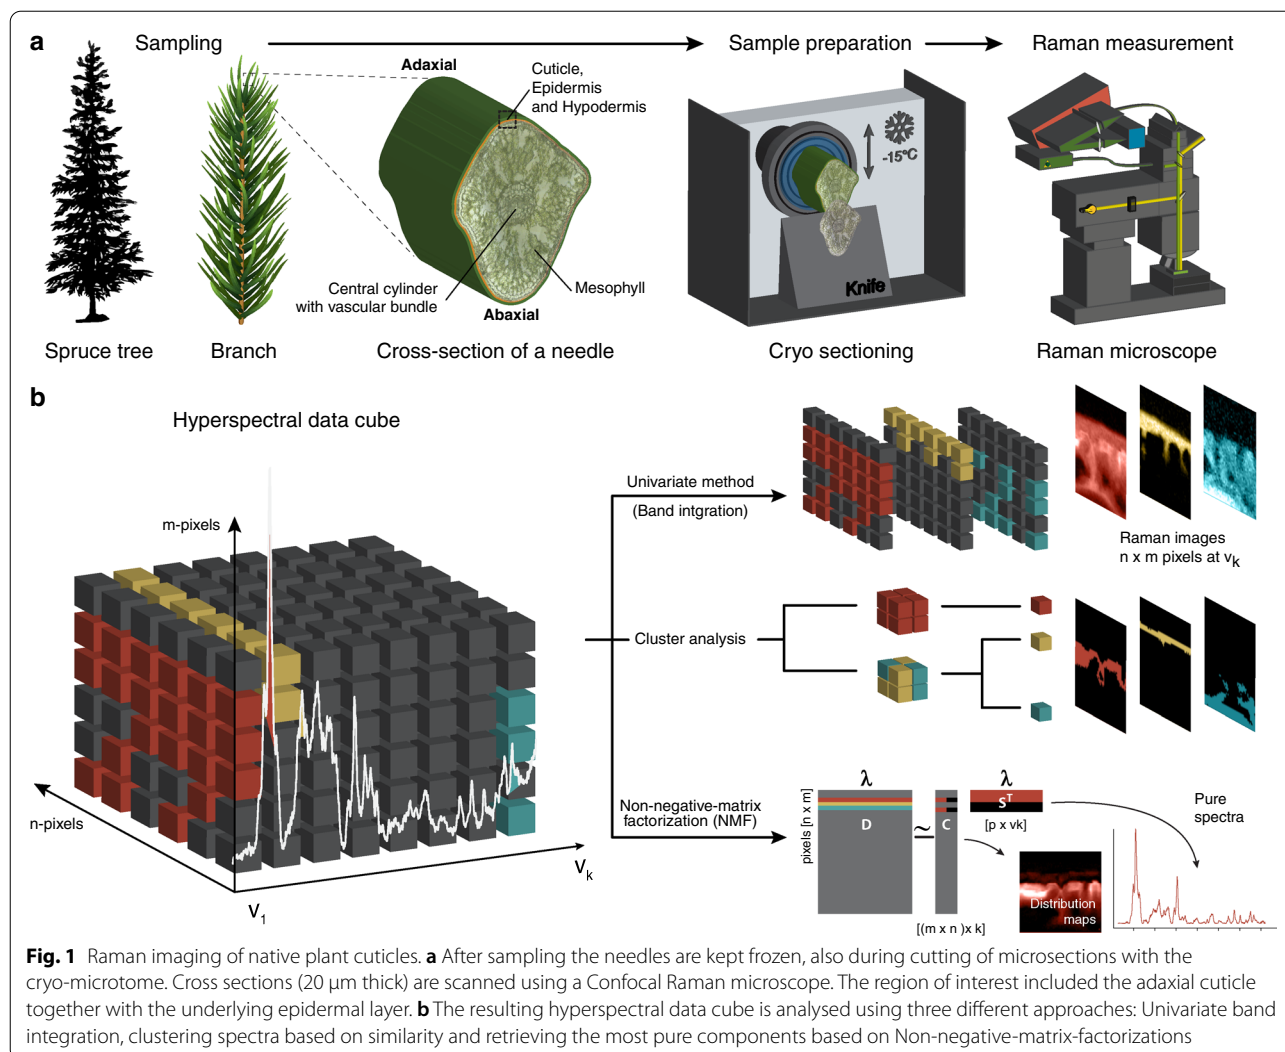 a
Sampling
Sample preparation
Raman measurement
Adaxial
Cuticle,
Epidermis
and Hypodermis
-15°C
Central cylinder
with vascular bundle
Mesophyll
Abaxial
Knife
Spruce tree
Branch
Cross-section of a needle
Cryo sectioning
Raman microscope
b
Hyperspectral data cube
m-pixels
n-pixels
V1
Vk
Univariate method
(Band intgration)
Raman images
n x m pixels at vk
Cluster analysis
Non-negative-matrix
factorization (NMF)
λ
pixels [n x m]
D
~
C
[(m x n )x k]
λ
S^T
[p x vk]
Distribution
maps
Pure
spectra
Fig. 1 Raman imaging of native plant cuticles. a After sampling the needles are kept frozen, also during cutting of microsections with the
cryo-microtome. Cross sections (20 µm thick) are scanned using a Confocal Raman microscope. The region of interest included the adaxial cuticle
together with the underlying epidermal layer. b The resulting hyperspectral data cube is analysed using three different approaches: Univariate band
integration, clustering spectra based on similarity and retrieving the most pure components based on Non-negative-matrix-factorizations